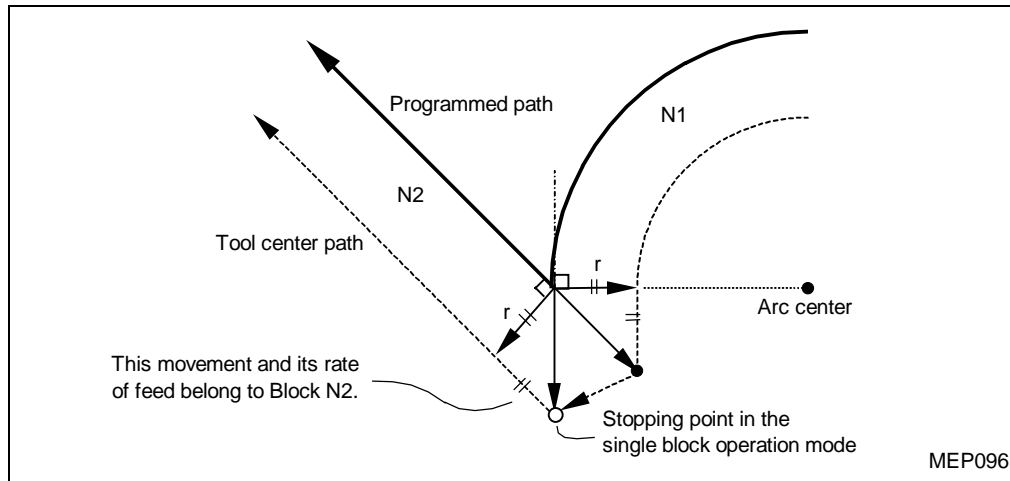 Programmed path
N1
N2
Tool center path
r
Arc center
r
This movement and its rate
of feed belong to Block N2.
Stopping point in the
single block operation mode
MEP096